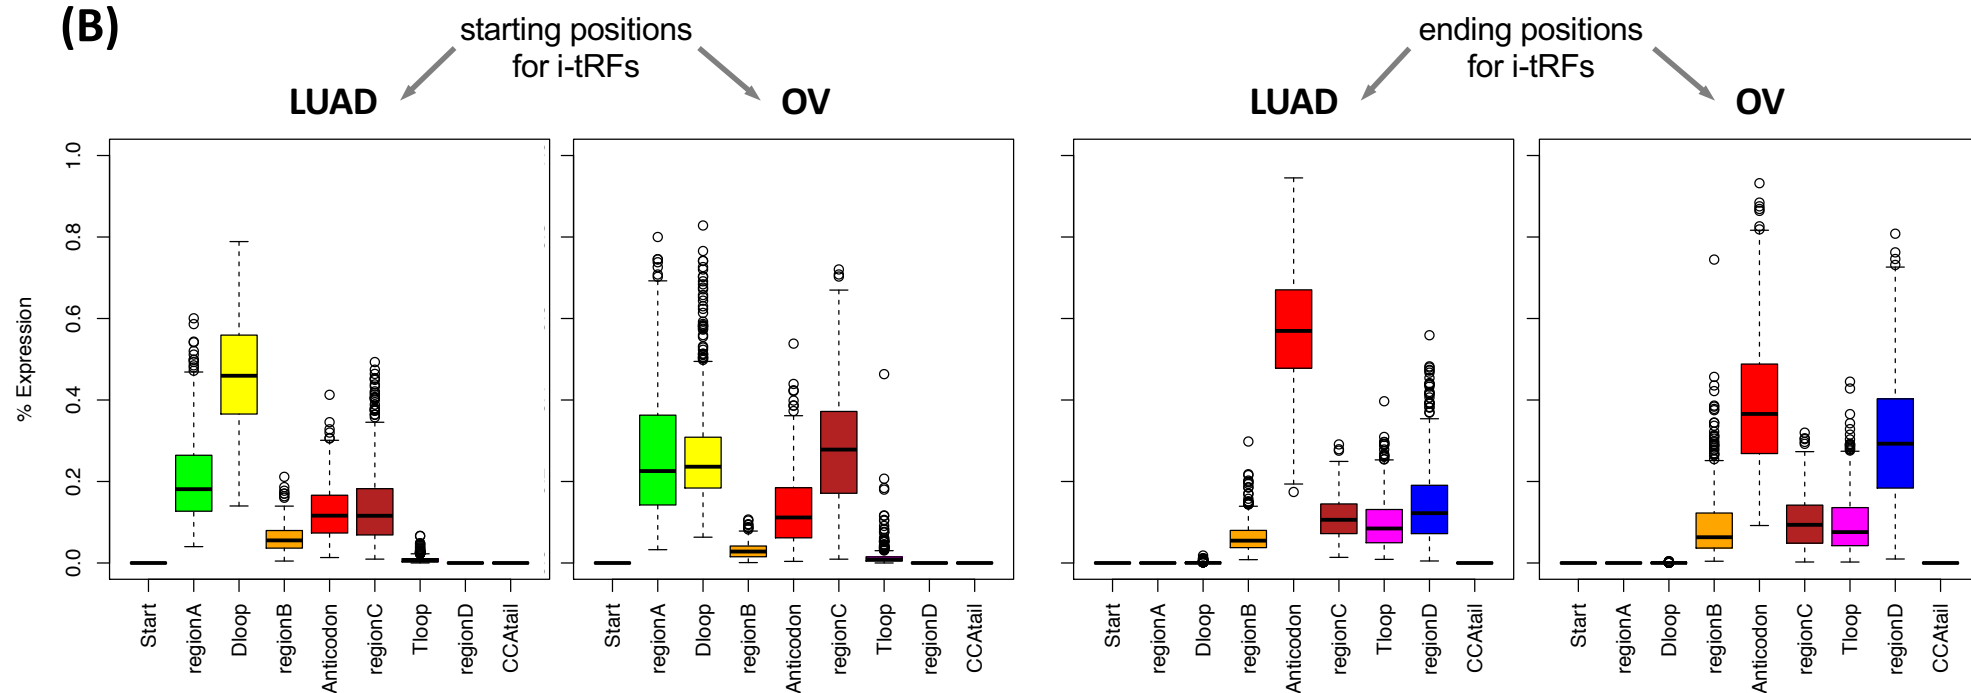 (B)
starting positions
for i-tRFs
ending positions
for i-tRFs
LUAD
OV
LUAD
OV
% Expression
1.0
0.8
0.6
0.4
0.2
0.0
Start
regionA
Dloop
regionB
Anticodon
regionC
Tloop
regionD
CCAtail
Start
regionA
Dloop
regionB
Anticodon
regionC
Tloop
regionD
CCAtail
Start
regionA
Dloop
regionB
Anticodon
regionC
Tloop
regionD
CCAtail
Start
regionA
Dloop
regionB
Anticodon
regionC
Tloop
regionD
CCAtail